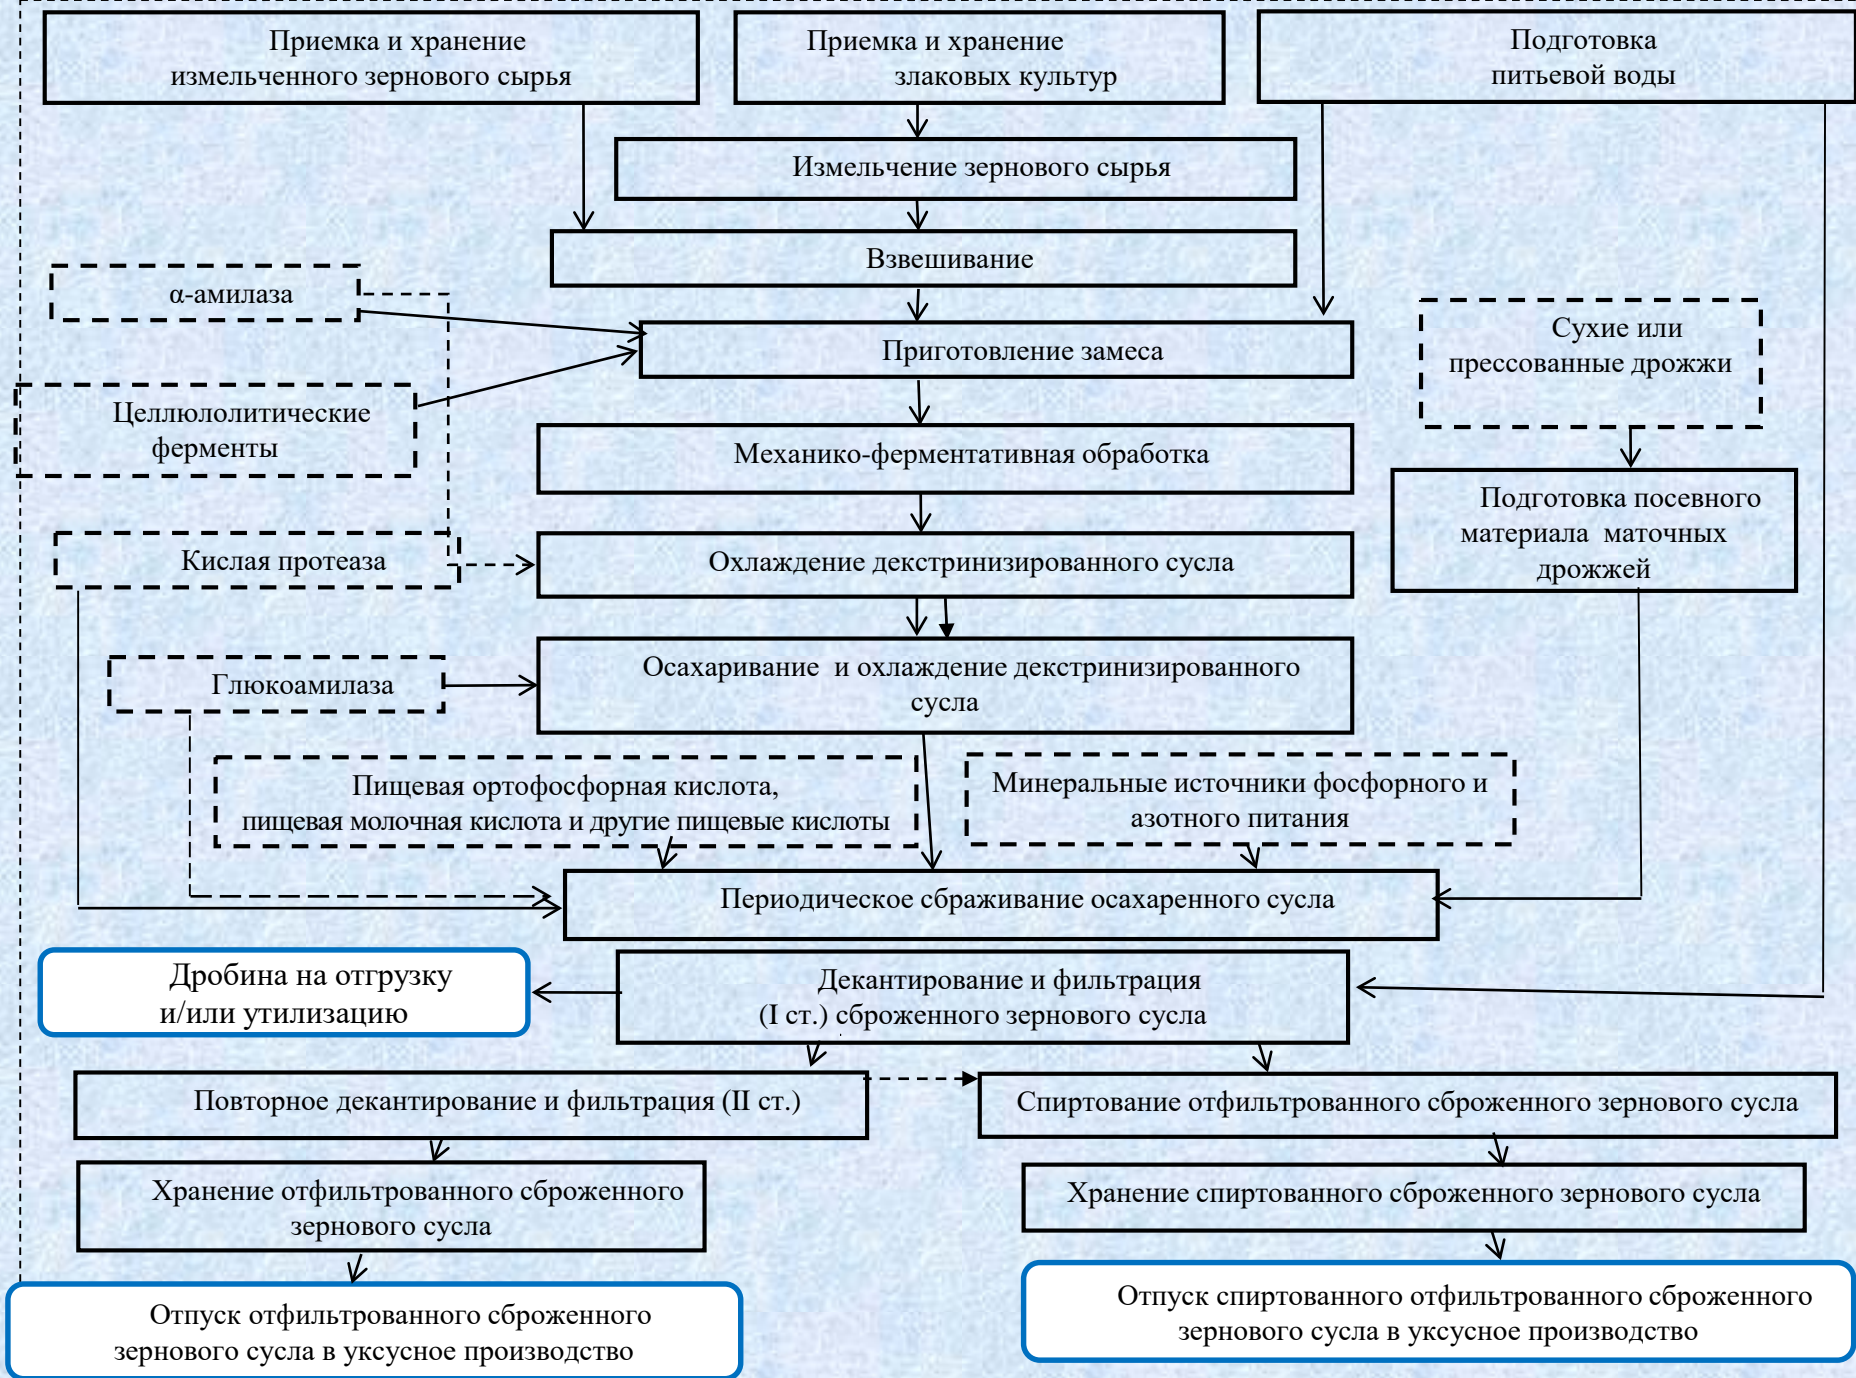 Приемка и хранение
измельченного зернового сырья
Приемка и хранение
злаковых культур
Подготовка
питьевой воды
Измельчение зернового сырья
Взвешивание
α-амилаза
Приготовление замеса
Сухие или
прессованные дрожжи
Целлюлолитические
ферменты
Механико-ферментативная обработка
Подготовка посевного
материала маточных
дрожжей
Кислая протеаза
Охлаждение декстринизированного сусла
Глюкоамилаза
Осахаривание и охлаждение декстринизированного
сусла
Пищевая ортофосфорная кислота,
пищевая молочная кислота и другие пищевые кислоты
Минеральные источники фосфорного и
азотного питания
Периодическое сбраживание осахаренного сусла
Дробина на отгрузку
и/или утилизацию
Декантирование и фильтрация
(I ст.) сброженного зернового сусла
Повторное декантирование и фильтрация (II ст.)
Спиртование отфильтрованного сброженного зернового сусла
Хранение отфильтрованного сброженного
зернового сусла
Хранение спиртованного сброженного зернового сусла
Отпуск отфильтрованного сброженного
зернового сусла в уксусное производство
Отпуск спиртованного отфильтрованного сброженного
зернового сусла в уксусное производство